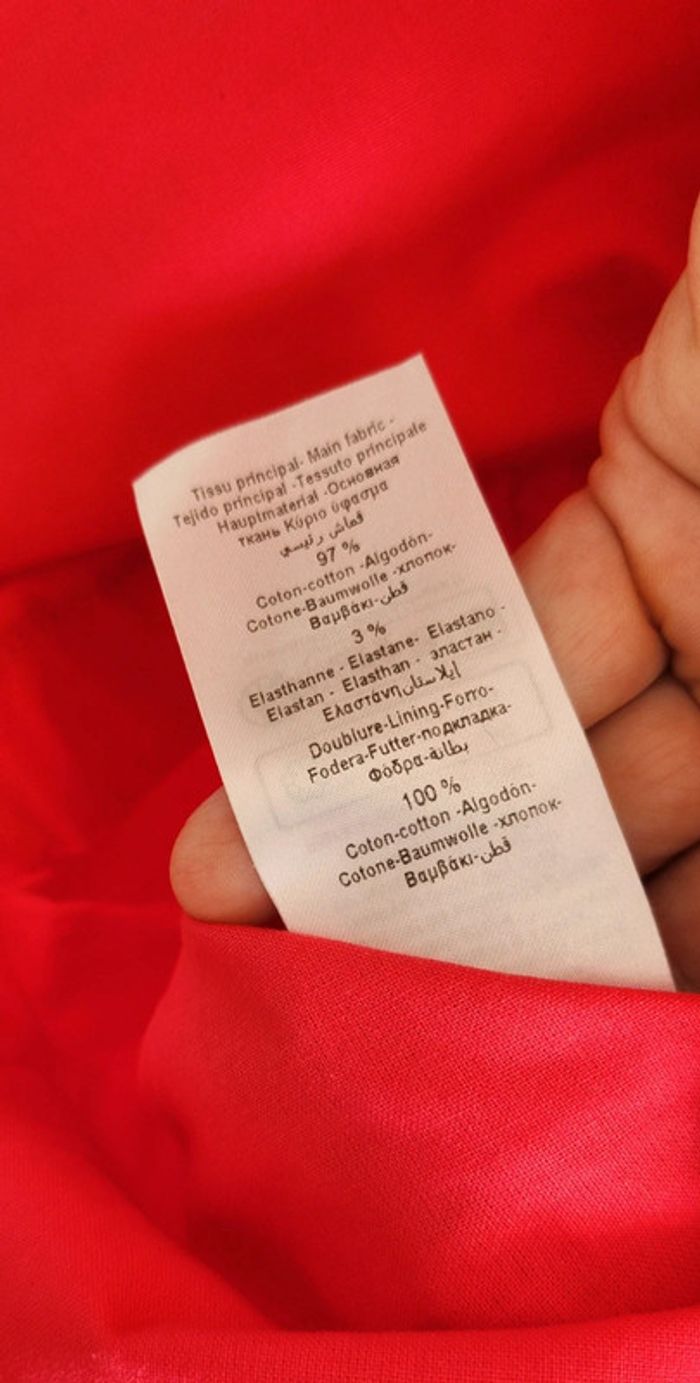 Tissu principal- Main fabric -
Tejido principal -Tessuto principale
Hauptmaterial -Основная
ткань Κύριο ύφασμα
قماش رئيسي
97 %
Coton-cotton -Algodón-
Cotone-Baumwolle -хлопок-
Βαμβάκι-قطن
3 %
Elasthanne - Elastane- Elastano -
Elastan - Elasthan - эластан -
Ελαστάνηإيلاستان
Doublure-Lining-Forro-
Fodera-Futter-подкладка-
Φόδρα-بطانة
100 %
Coton-cotton -Algodón-
Cotone-Baumwolle -хлопок-
Βαμβάκι-قطن